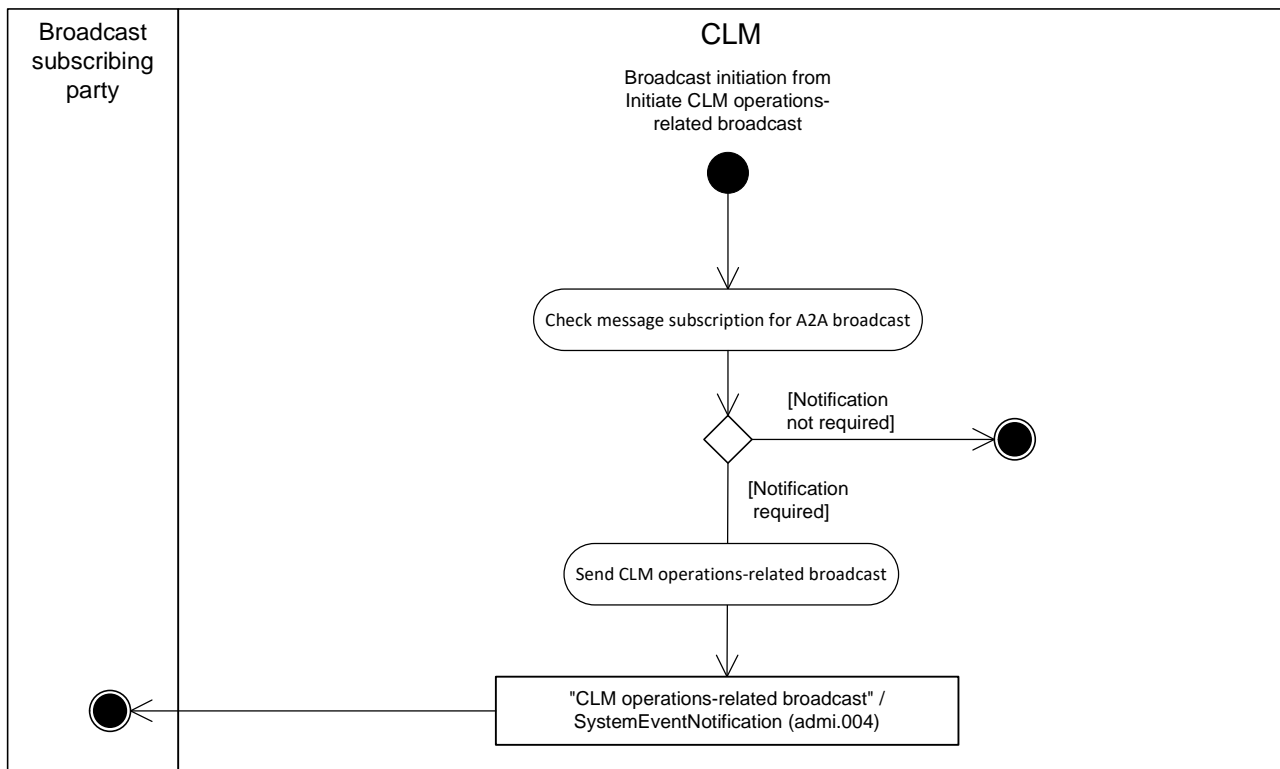 Broadcast
subscribing
party
CLM
Broadcast initiation from
Initiate CLM operations-
related broadcast
Check message subscription for A2A broadcast
[Notification
not required]
[Notification
required]
Send CLM operations-related broadcast
"CLM operations-related broadcast" /
SystemEventNotification (admi.004)